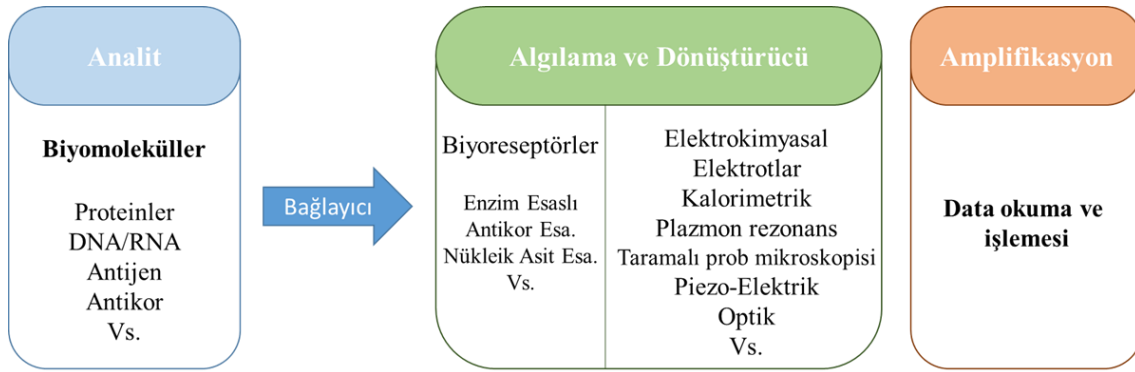 Analit
Biyomoleküller
Proteinler
DNA/RNA
Antijen
Antikor
Vs.
Bağlayıcı
Algılama ve Dönüştürücü
Biyoreseptörler
Enzim Esaslı
Antikor Esa.
Nükleik Asit Esa.
Vs.
Elektrokimyasal
Elektrotlar
Kalorimetrik
Plazmon rezonans
Taramalı prob mikroskopisi
Piezo-Elektrik
Optik
Vs.
Amplifikasyon
Data okuma ve
işlemesi